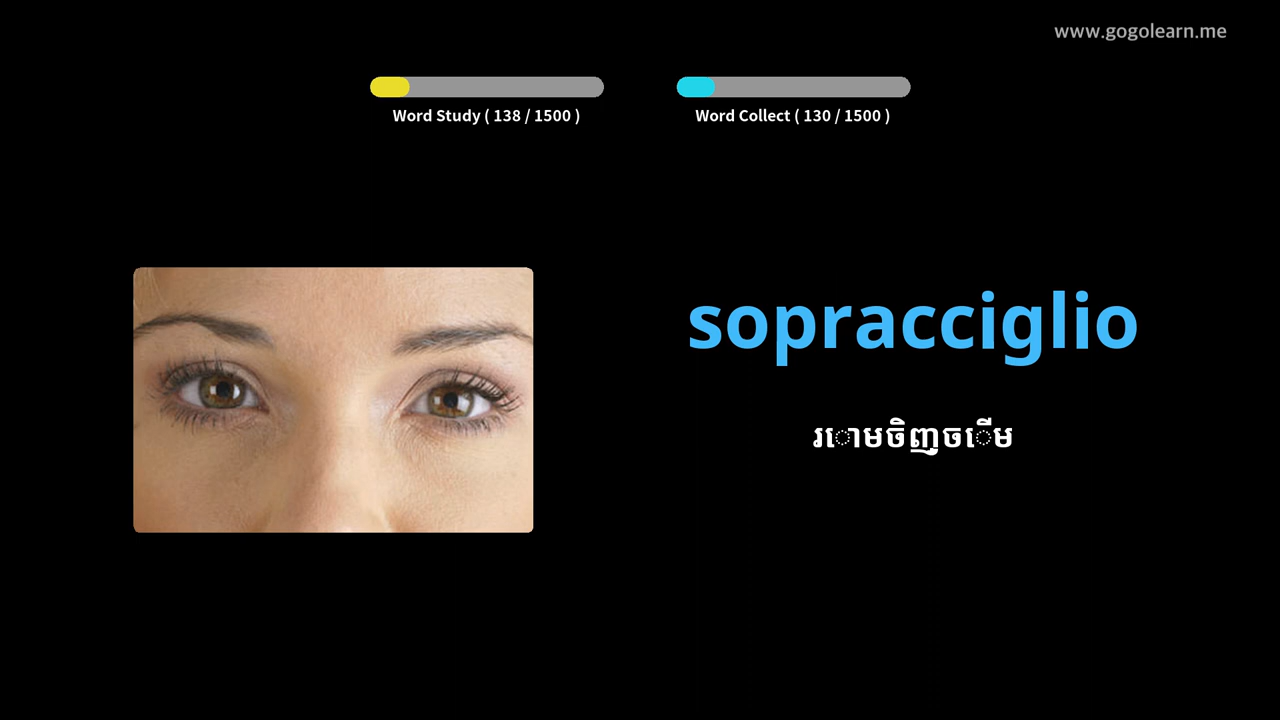 www.gogolearn.me
Word Study ( 138 / 1500 )
Word Collect ( 130 / 1500 )
sopracciglio
រោមចិញ្ចើម